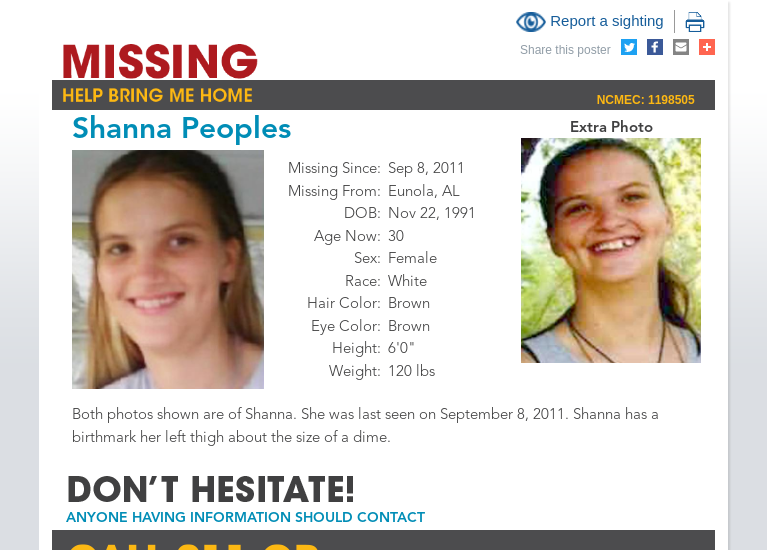 Report a sighting
Share this poster
MISSING
HELP BRING ME HOME
NCMEC: 1198505
Shanna Peoples
Extra Photo
Missing Since: Sep 8, 2011
Missing From: Eunola, AL
DOB: Nov 22, 1991
Age Now: 30
Sex: Female
Race: White
Hair Color: Brown
Eye Color: Brown
Height: 6'0"
Weight: 120 lbs
Both photos shown are of Shanna. She was last seen on September 8, 2011. Shanna has a
birthmark her left thigh about the size of a dime.
DON'T HESITATE!
ANYONE HAVING INFORMATION SHOULD CONTACT
CALL 911 OR